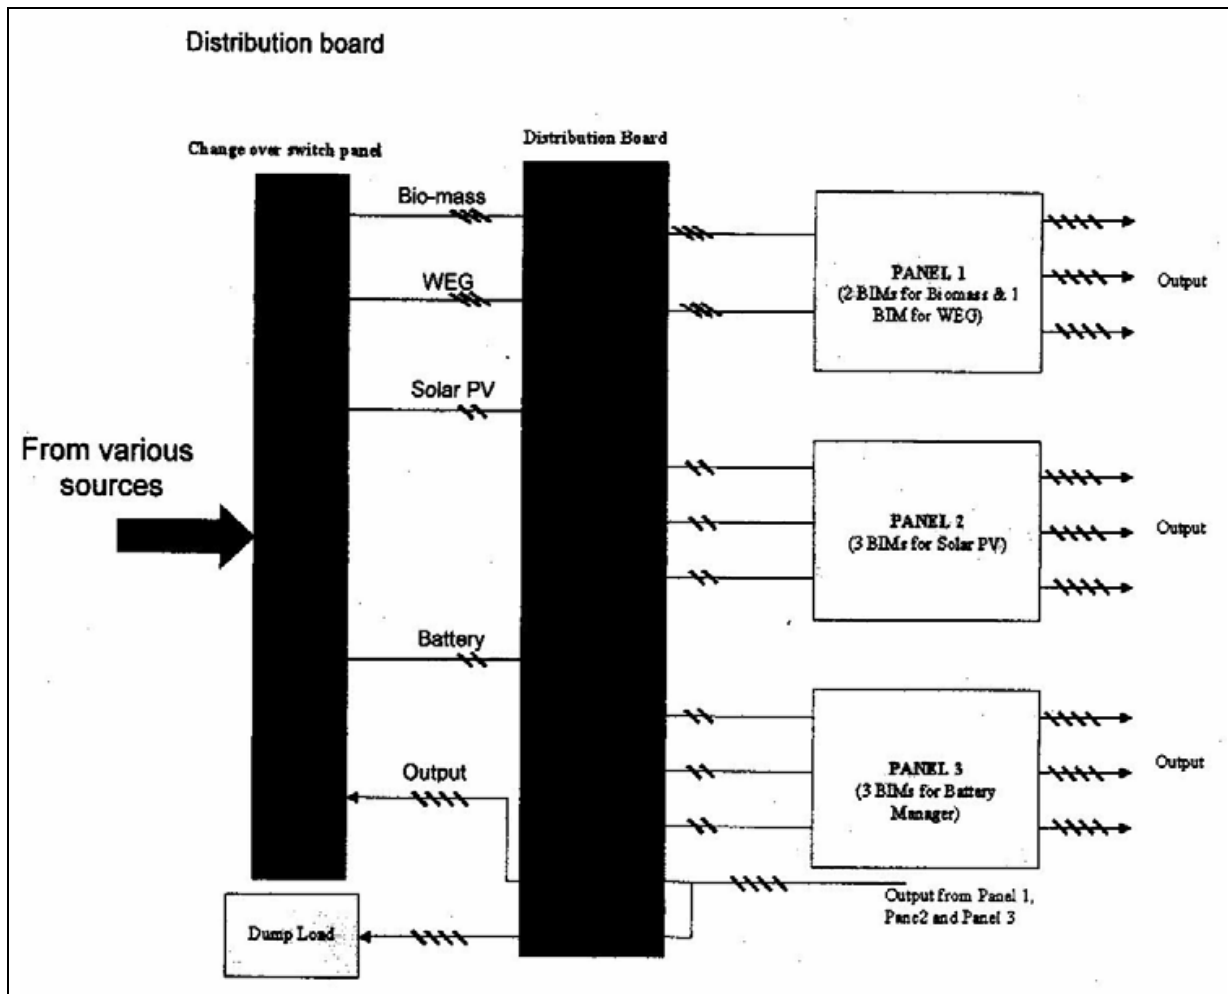 Distribution board
Change over switch panel
Distribution Board
Bio-mass
WEG
Solar PV
From various
sources
Battery
Output
Dump Load
PANEL 1
(2 BIMs for Biomass & 1
BIM for WEG)
Output
PANEL 2
(3 BIMs for Solar PV)
Output
PANEL 3
(3 BIMs for Battery
Manager)
Output
Output from Panel 1,
Pane2 and Panel 3